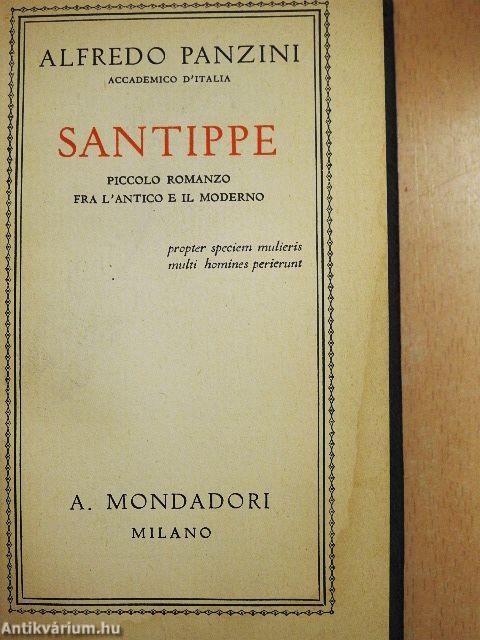 ALFREDO PANZINI
ACCADEMICO D'ITALIA
SANTIPPE
PICCOLO ROMANZO
FRA L'ANTICO E IL MODERNO
propter speciem mulieris
multi homines perierunt
A. MONDADORI
MILANO
Antikvárium.hu